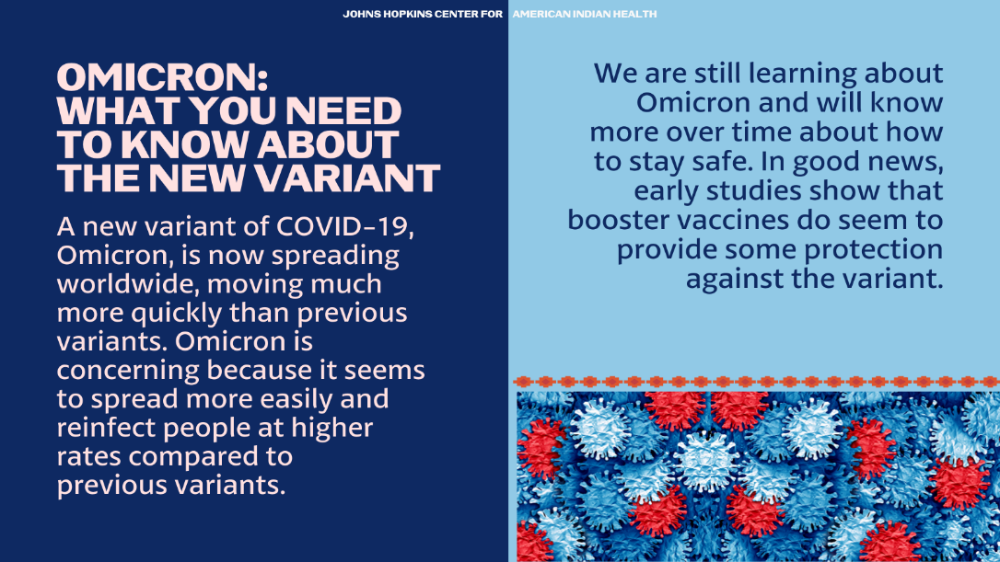 JOHNS HOPKINS CENTER FOR AMERICAN INDIAN HEALTH
OMICRON:
WHAT YOU NEED
TO KNOW ABOUT
THE NEW VARIANT
A new variant of COVID-19,
Omicron, is now spreading
worldwide, moving much
more quickly than previous
variants. Omicron is
concerning because it seems
to spread more easily and
reinfect people at higher
rates compared to
previous variants.
We are still learning about
Omicron and will know
more over time about how
to stay safe. In good news,
early studies show that
booster vaccines do seem to
provide some protection
against the variant.